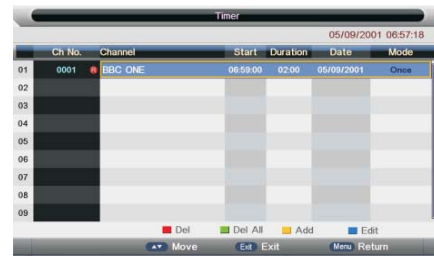 Timer
05/09/2001 06:57:18
Ch No. Channel Start Duration Date Mode
01 0001 R BBC ONE 06:59:00 02:00 05/09/2001 Once
02
03
04
05
06
07
08
09
Del Del All Add Edit
▲▼ Move Exit Exit Menu Return